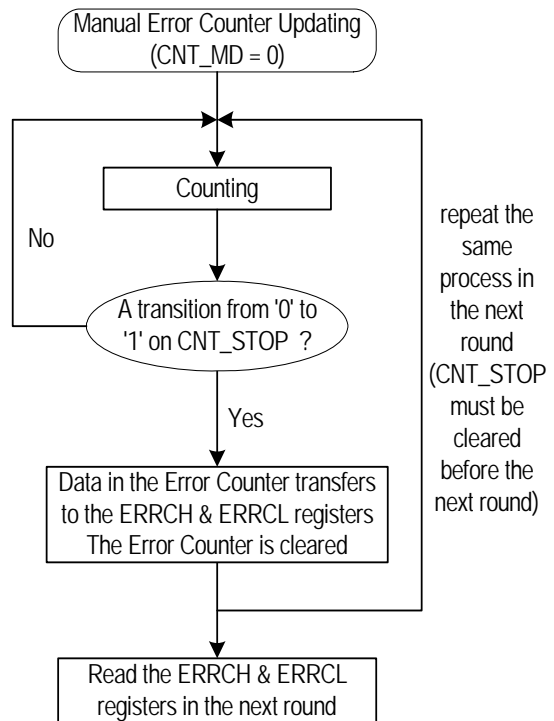 Manual Error Counter Updating
(CNT_MD = 0)
Counting
No
A transition from '0' to
'1' on CNT_STOP ?
Yes
Data in the Error Counter transfers
to the ERRCH & ERRCL registers
The Error Counter is cleared
repeat the
same
process in
the next
round
(CNT_STOP
must be
cleared
before the
next round)
Read the ERRCH & ERRCL
registers in the next round